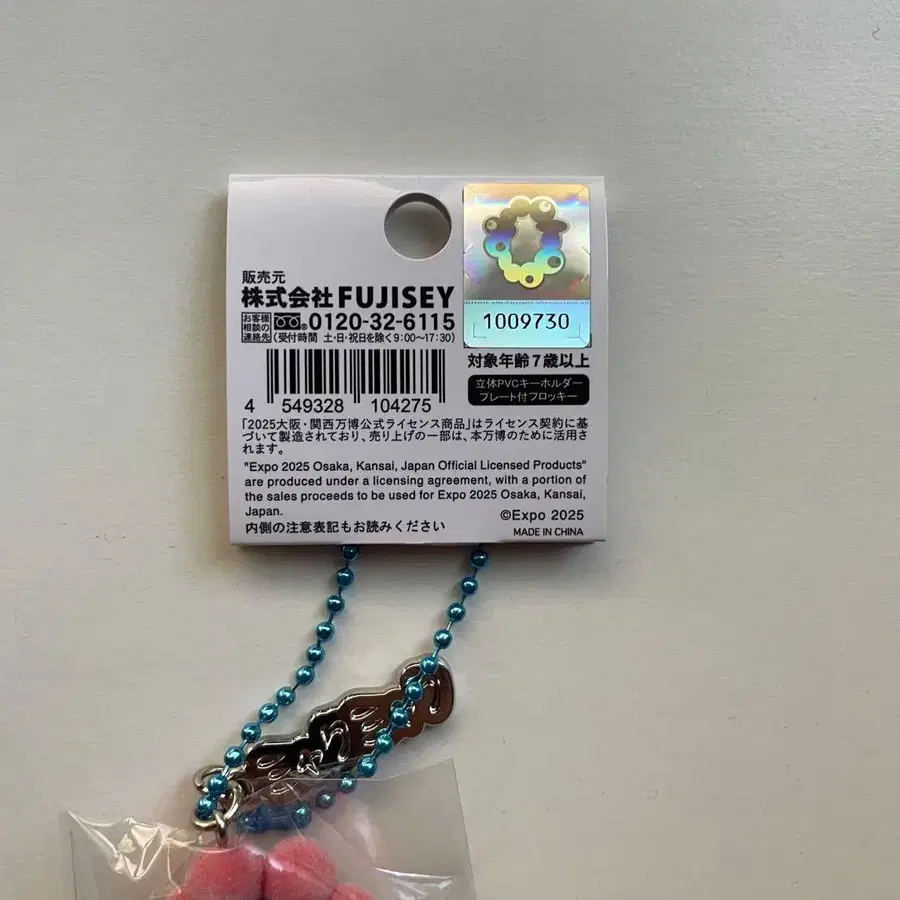 販売元
株式会社FUJISEY
お客様相談の連絡先 0120-32-6115
(受付時間 土・日・祝日を除く9:00〜17:30)
1009730
対象年齢7歳以上
立体PVCキーホルダー
プレート付フロッキー
4 549328 104275
「2025大阪・関西万博公式ライセンス商品」はライセンス契約に基
づいて製造されており、売り上げの一部は、本万博のために活用さ
れます。
"Expo 2025 Osaka, Kansai, Japan Official Licensed Products"
are produced under a licensing agreement, with a portion of
the sales proceeds to be used for Expo 2025 Osaka, Kansai,
Japan.
©Expo 2025
内側の注意表記もお読みください
MADE IN CHINA